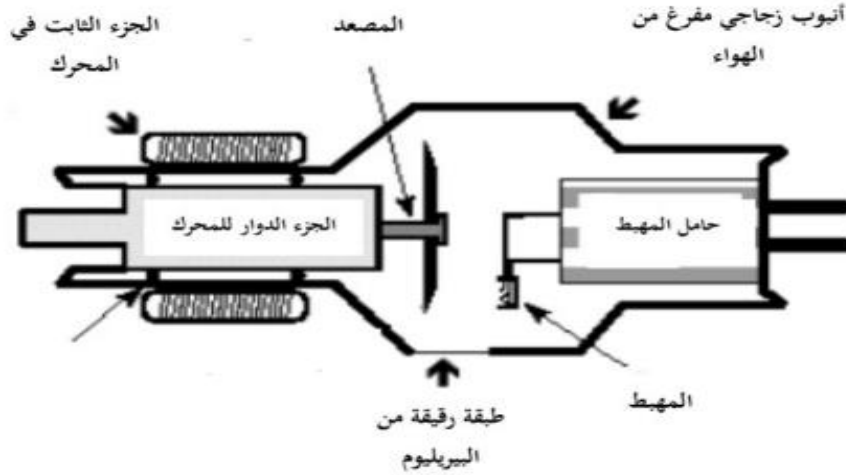 أنبوب زجاجي مفرغ من
الهواء
المصعد
الجزء الثابت في
المحرك
حامل المهبط
الجزء الدوار للمحرك
المهبط
طبقة رقيقة من
البيريليوم